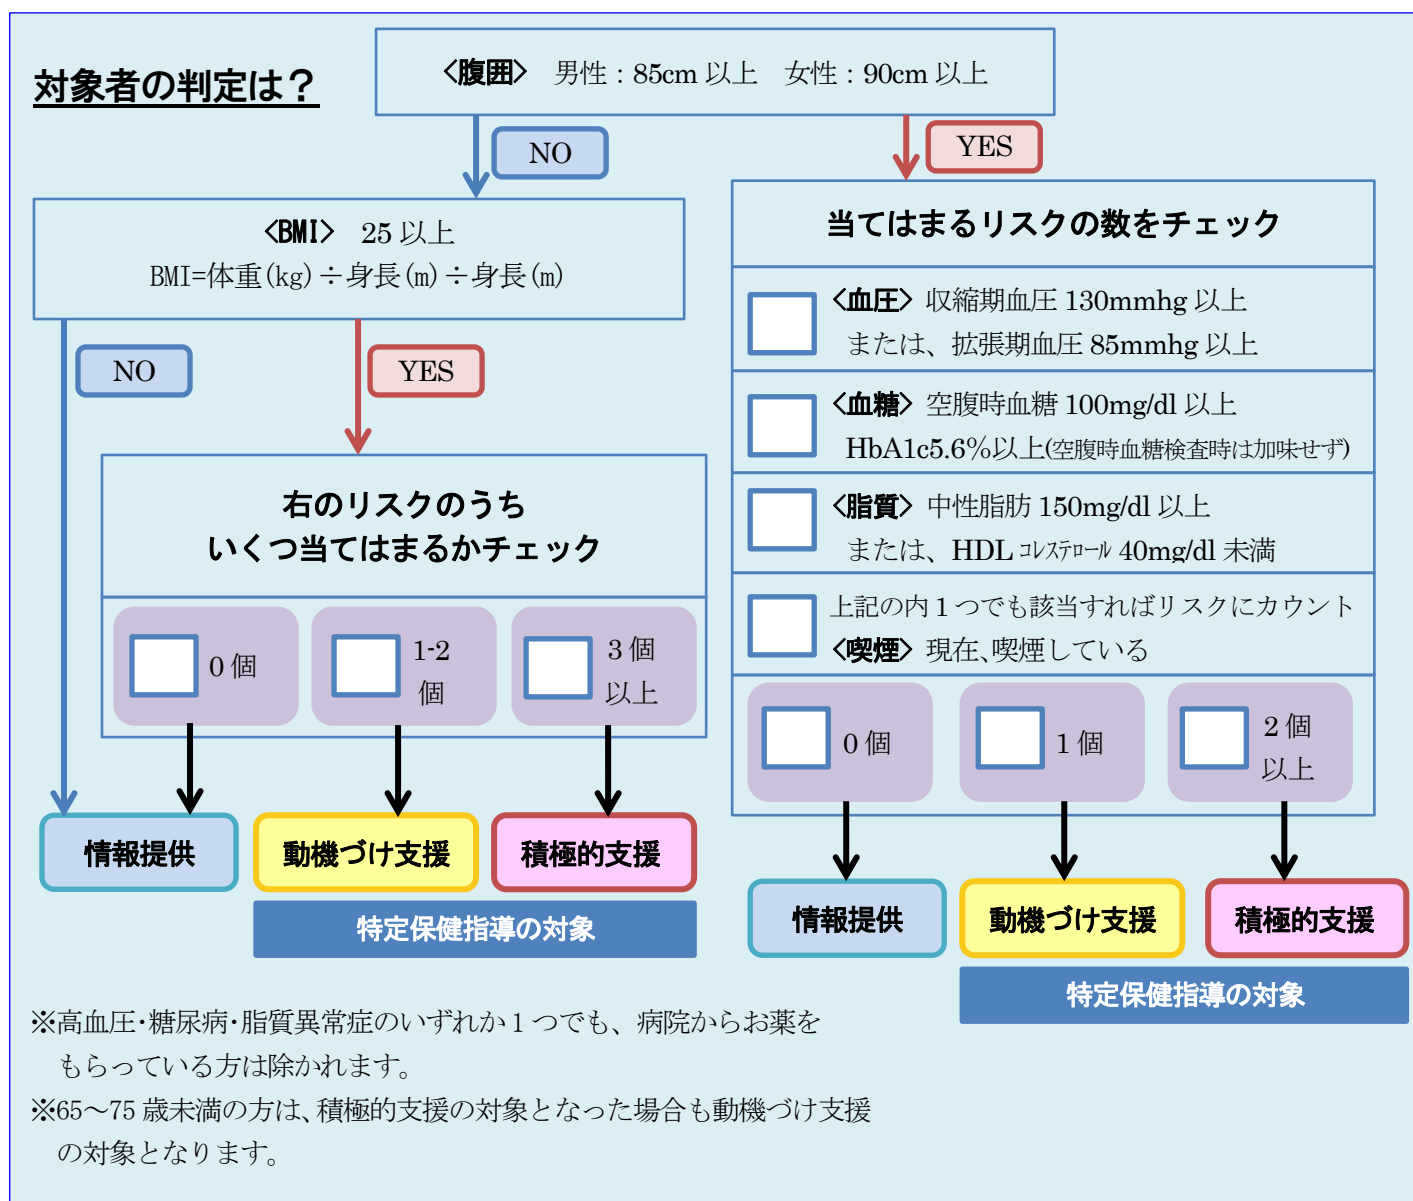 対象者の判定は？
〈腹囲〉 男性：85cm 以上 女性：90cm 以上
NO
YES
〈BMI〉 25 以上
BMI=体重(kg)÷身長(m)÷身長(m)
NO
YES
右のリスクのうち
いくつ当てはまるかチェック
0 個
1-2
個
3 個
以上
情報提供
動機づけ支援
積極的支援
特定保健指導の対象
当てはまるリスクの数をチェック
〈血圧〉 収縮期血圧 130mmhg 以上
または、拡張期血圧 85mmhg 以上
〈血糖〉 空腹時血糖 100mg/dl 以上
HbA1c5.6％以上(空腹時血糖検査時は加味せず)
〈脂質〉 中性脂肪 150mg/dl 以上
または、HDL ｺﾚｽﾃﾛｰﾙ 40mg/dl 未満
上記の内 1 つでも該当すればリスクにカウント
〈喫煙〉 現在、喫煙している
0 個
1 個
2 個
以上
情報提供
動機づけ支援
積極的支援
特定保健指導の対象
※高血圧･糖尿病･脂質異常症のいずれか 1 つでも、病院からお薬を
もらっている方は除かれます。
※65～75 歳未満の方は、積極的支援の対象となった場合も動機づけ支援
の対象となります。